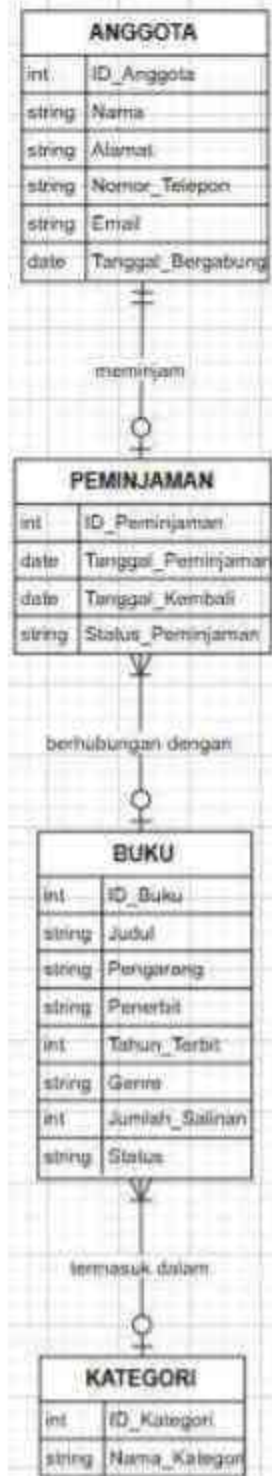 ANGGOTA
int ID_Anggota
string Nama
string Alamat
string Nomor_Telepon
string Email
date Tanggal_Bergabung
meminjam
PEMINJAMAN
int ID_Peminjaman
date Tanggal_Peminjaman
date Tanggal_Kembali
string Status_Peminjaman
berhubungan dengan
BUKU
int ID_Buku
string Judul
string Pengarang
string Penerbit
int Tahun_Terbit
string Genre
int Jumlah_Salinan
string Status
termasuk dalam
KATEGORI
int ID_Kategori
string Nama_Kategori